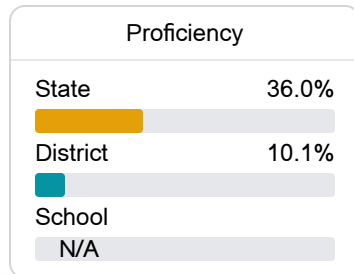 Proficiency
State 36.0%
District 10.1%
School
N/A